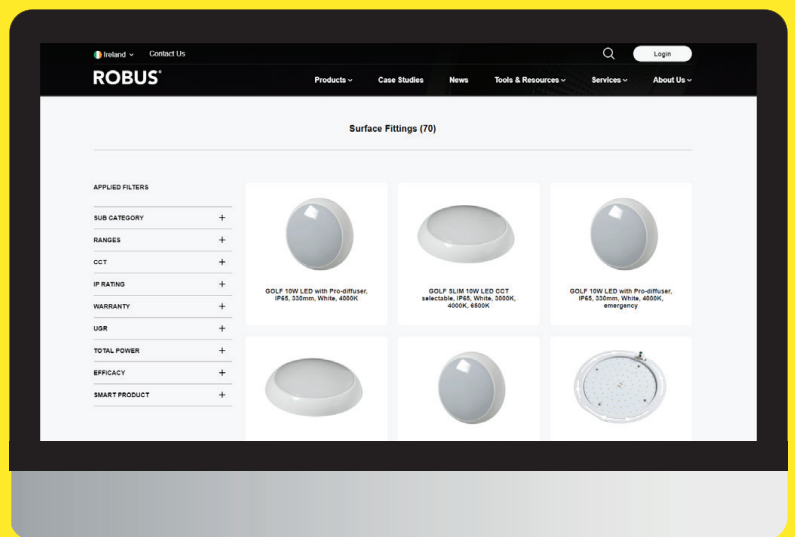 Ireland
Contact Us
Login
ROBUS®
Products
Case Studies
News
Tools & Resources
Services
About Us
Surface Fittings (70)
APPLIED FILTERS
SUB CATEGORY +
RANGES +
CCT +
IP RATING +
WARRANTY +
UGR +
TOTAL POWER +
EFFICACY +
SMART PRODUCT +
GOLF 10W LED with Pro-diffuser,
IP65, 330mm, White, 4000K
GOLF SLIM 10W LED CCT
selectable, IP65, White, 3000K,
4000K, 6500K
GOLF 10W LED with Pro-diffuser,
IP65, 330mm, White, 4000K,
emergency